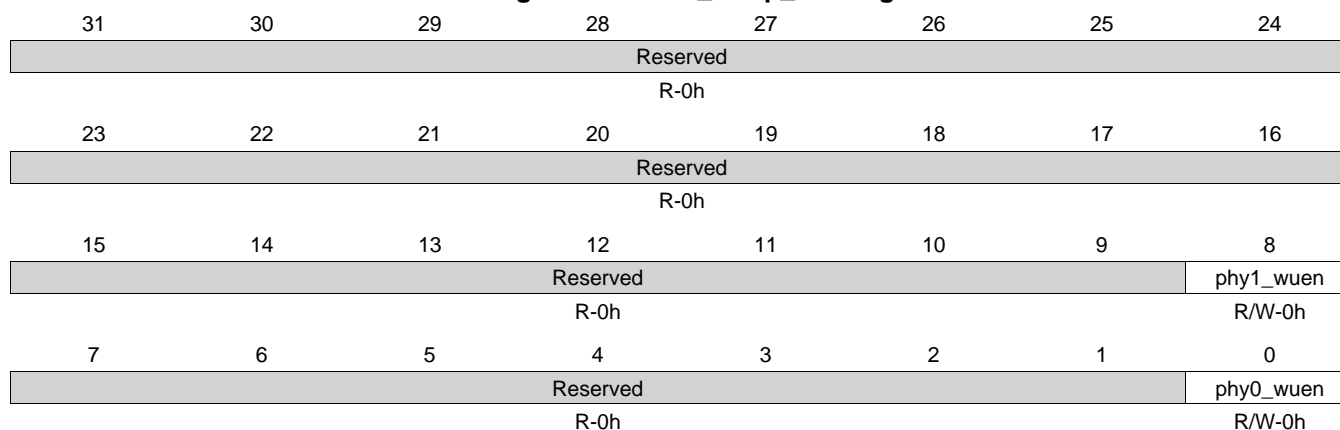 31 30 29 28 27 26 25 24
Reserved
R-0h
23 22 21 20 19 18 17 16
Reserved
R-0h
15 14 13 12 11 10 9 8
Reserved phy1_wuen
R-0h R/W-0h
7 6 5 4 3 2 1 0
Reserved phy0_wuen
R-0h R/W-0h